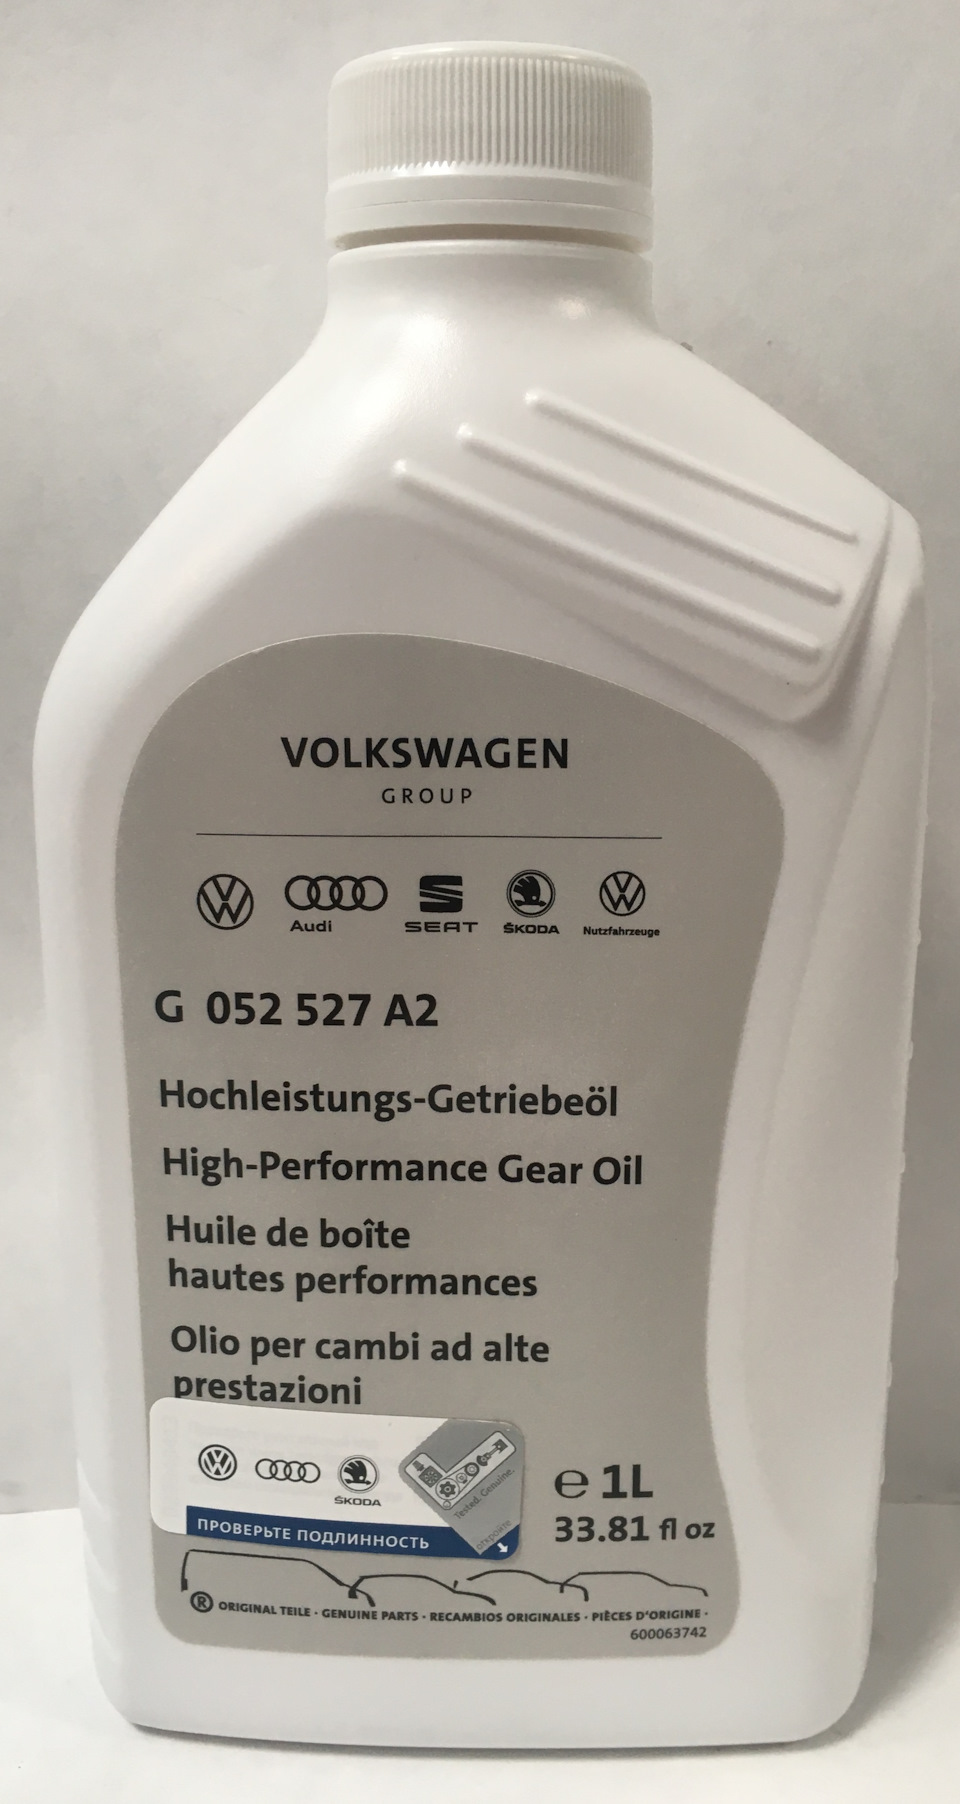 VOLKSWAGEN
GROUP
Audi
SEAT
ŠKODA
Nutzfahrzeuge
G 052 527 A2
Hochleistungs-Getriebeöl
High-Performance Gear Oil
Huile de boîte
hautes performances
Olio per cambi ad alte
prestazioni
ŠKODA
Tested. Genuine.
откройте
ПРОВЕРЬТЕ ПОДЛИННОСТЬ
e 1L
33.81 fl oz
® ORIGINAL TEILE · GENUINE PARTS · RECAMBIOS ORIGINALES · PIÈCES D'ORIGINE ·
600063742